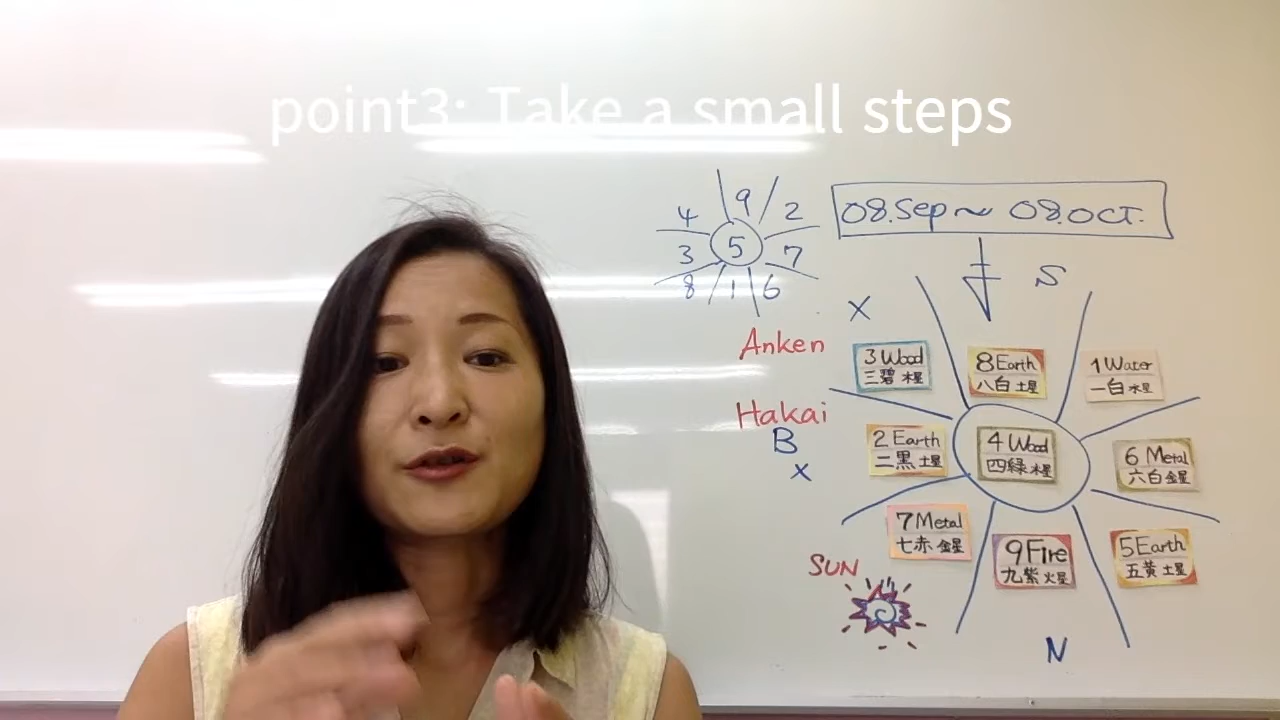 point3: Take a small steps
08.Sep~ 08.OCT.
4 9 2
3 5 7
8 1 6
S
X
Anken
3 Wood
三碧 木星
8 Earth
八白 土星
1 Water
一白 水星
Hakai
B
X
2 Earth
二黒 土星
4 Wood
四緑 木星
6 Metal
六白 金星
7 Metal
七赤 金星
9 Fire
九紫 火星
5 Earth
五黄 土星
SUN
N